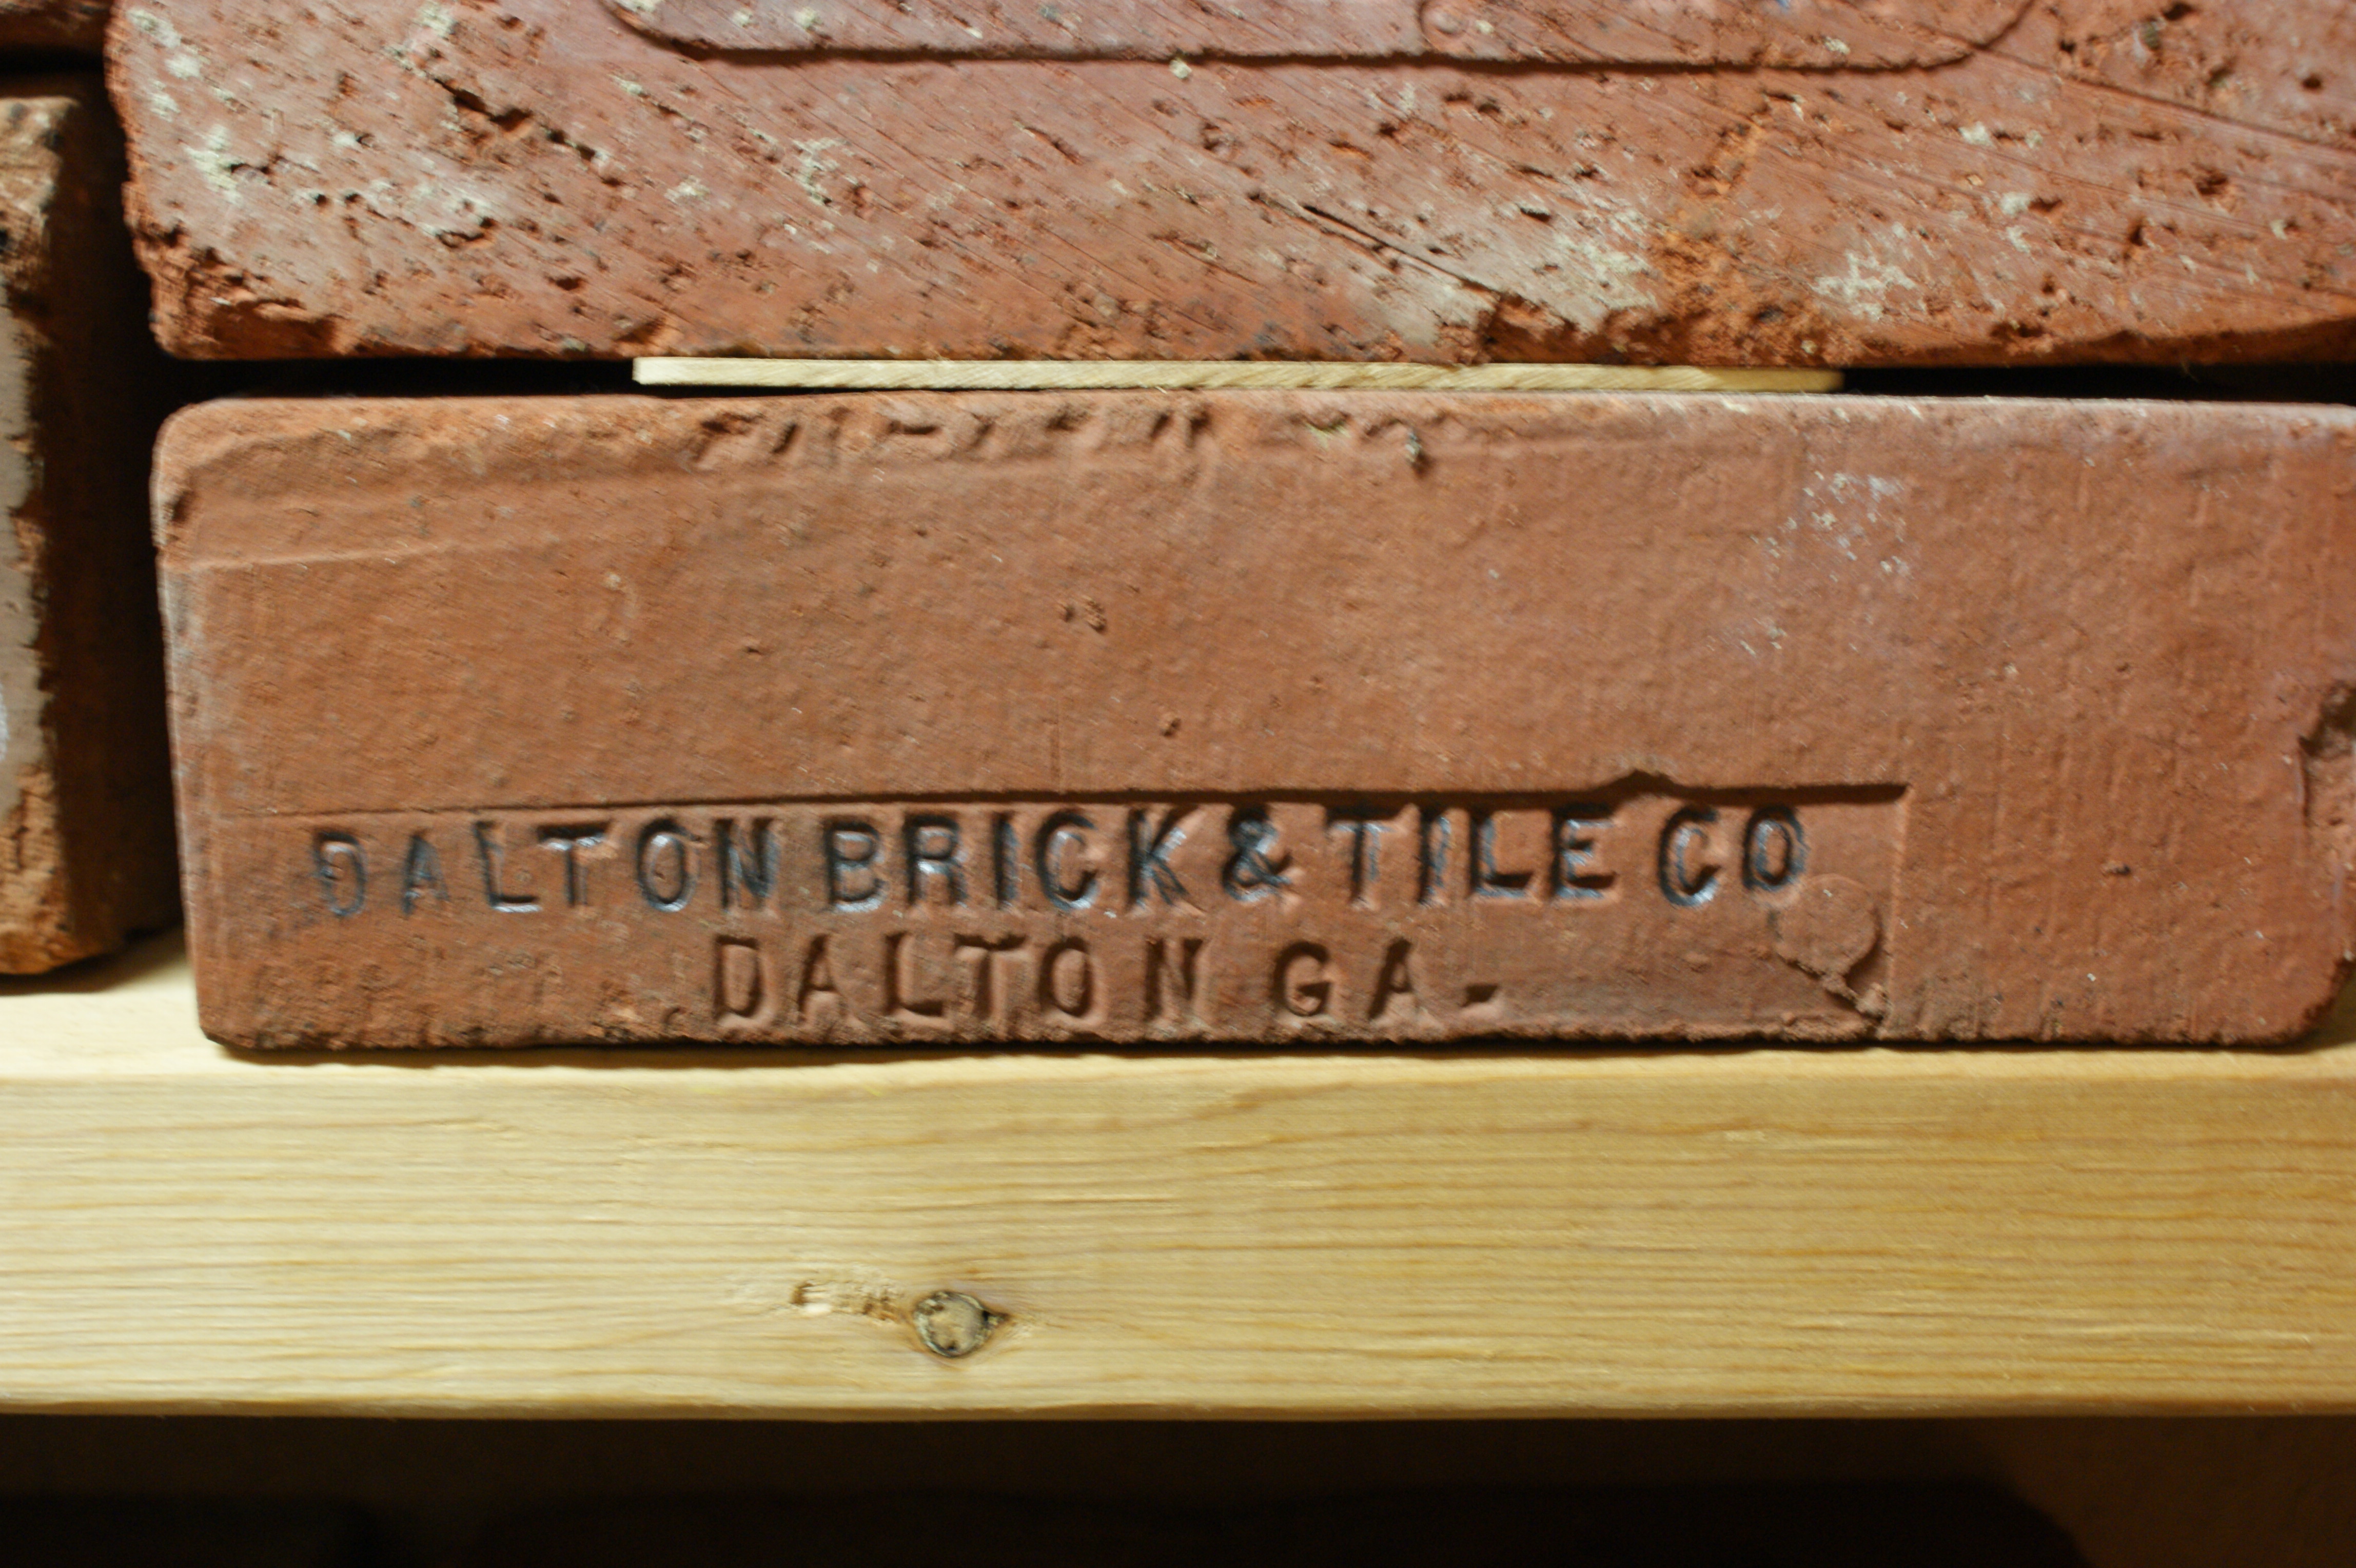 DALTON BRICK & TILE CO
DALTON GA.